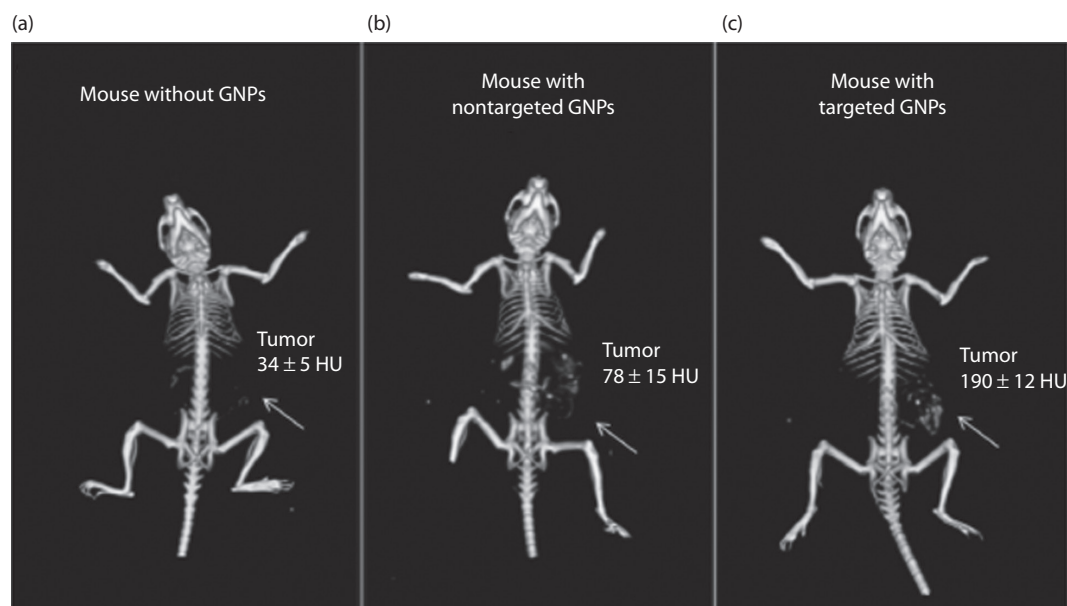 (a)
(b)
(c)
Mouse without GNPs
Mouse with
nontargeted GNPs
Mouse with
targeted GNPs
Tumor
34 ± 5 HU
Tumor
78 ± 15 HU
Tumor
190 ± 12 HU